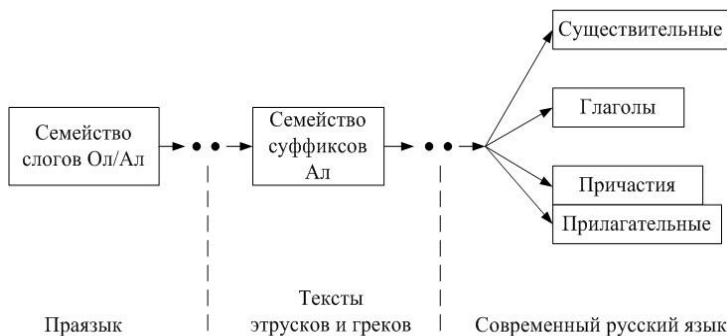 Существительные
Глаголы
Семейство
слогов Ол/Ал
Семейство
суффиксов
Ал
Причастия
Прилагательные
Праязык
Тексты
этрусков и греков
Современный русский язык